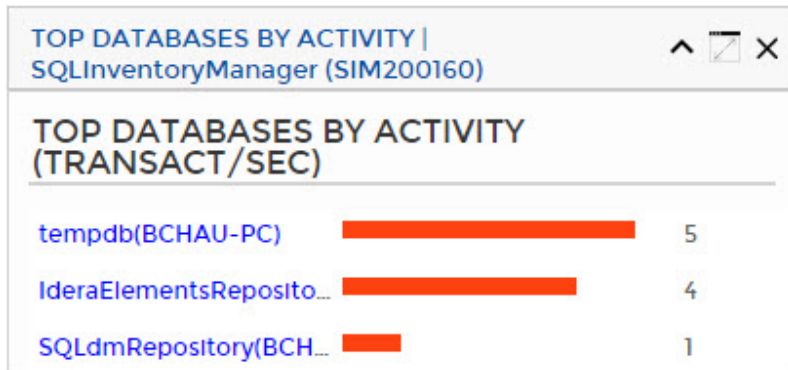 TOP DATABASES BY ACTIVITY |
SQLInventoryManager (SIM200160)
TOP DATABASES BY ACTIVITY
(TRANSACT/SEC)
tempdb(BCHAU-PC) 5
IderaElementsReposito... 4
SQLdmRepository(BCH... 1